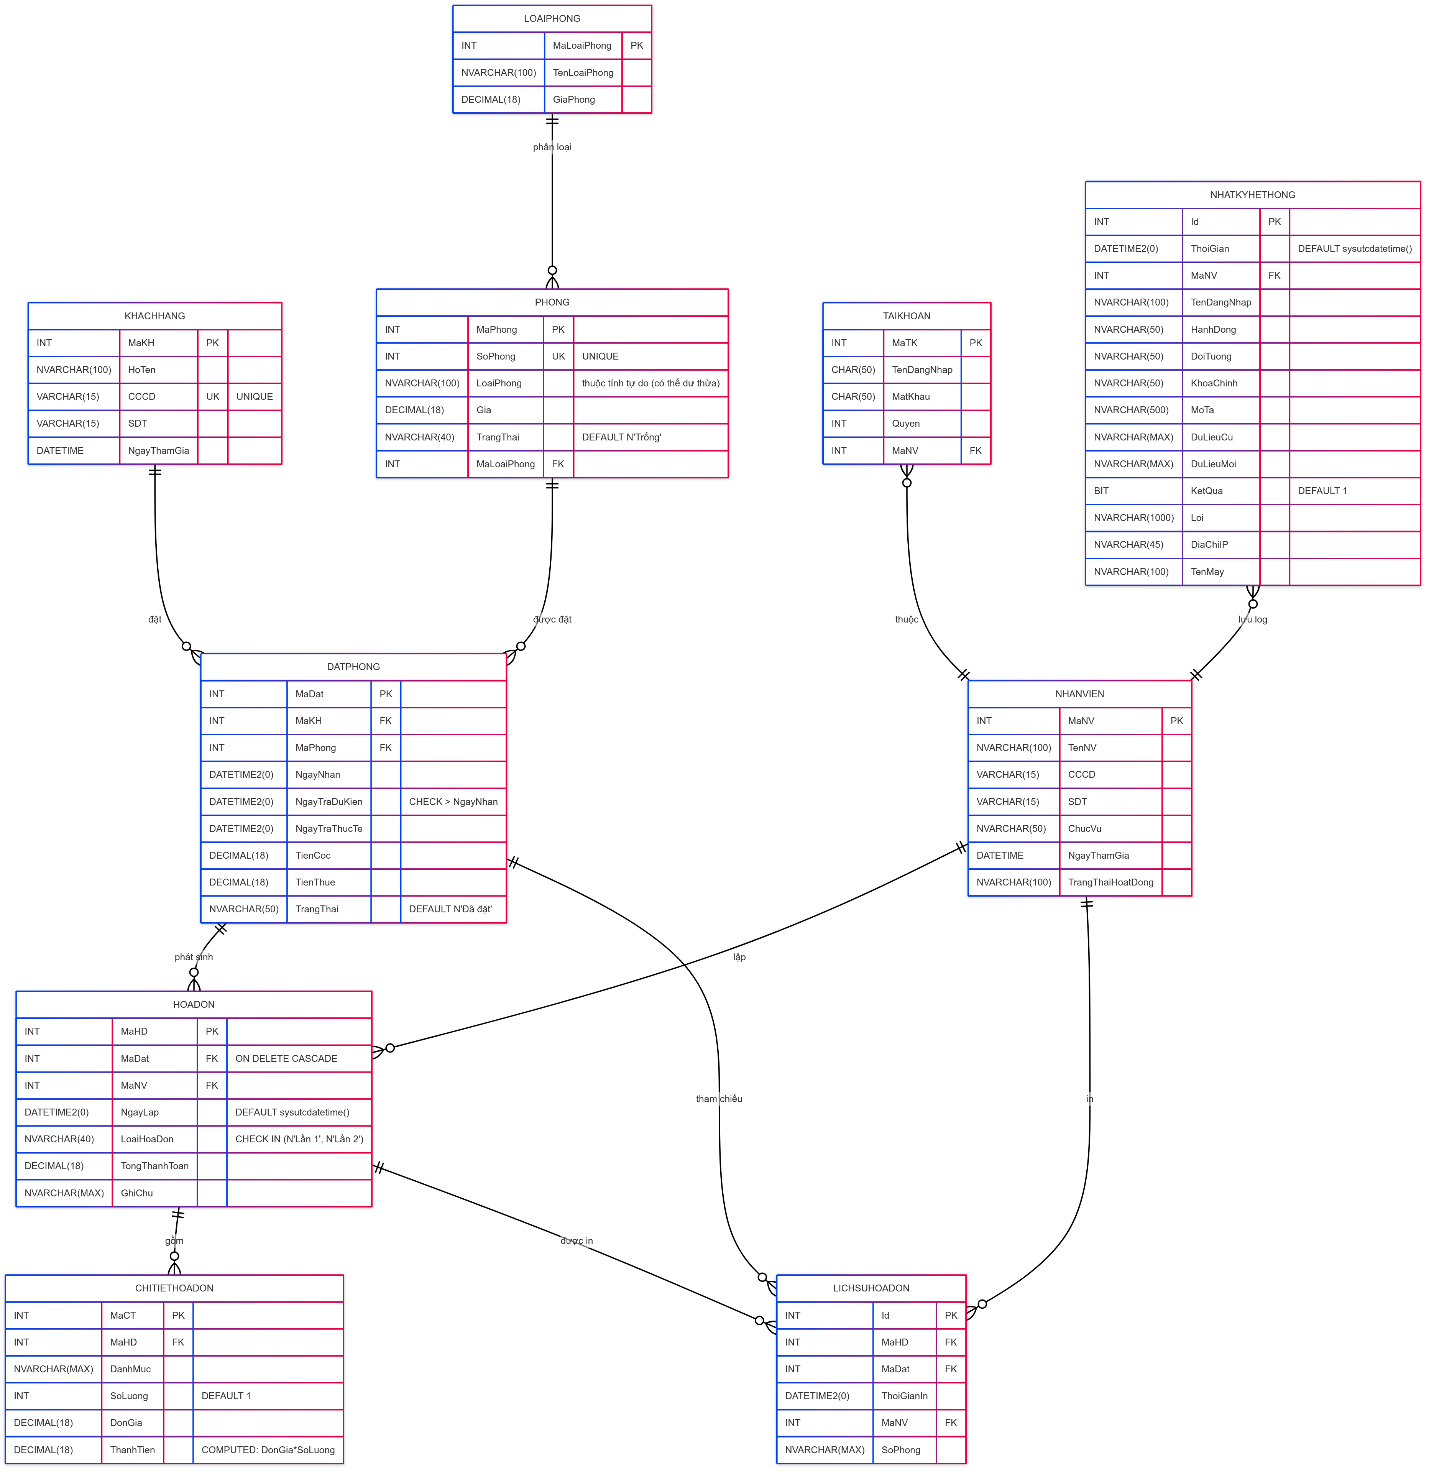 LOAIPHONG
INT MaLoaiPhong PK
NVARCHAR(100) TenLoaiPhong
DECIMAL(18) GiaPhong
phân loại
NHATKYHETHONG
INT Id PK
DATETIME2(0) ThoiGian DEFAULT sysutcdatetime()
INT MaNV FK
NVARCHAR(100) TenDangNhap
NVARCHAR(50) HanhDong
NVARCHAR(50) DoiTuong
NVARCHAR(50) KhoaChinh
NVARCHAR(500) MoTa
NVARCHAR(MAX) DuLieuCu
NVARCHAR(MAX) DuLieuMoi
BIT KetQua DEFAULT 1
NVARCHAR(1000) Loi
NVARCHAR(45) DiaChiIP
NVARCHAR(100) TenMay
PHONG
INT MaPhong PK
INT SoPhong UK UNIQUE
NVARCHAR(100) LoaiPhong thuộc tính tự do (có thể dư thừa)
DECIMAL(18) Gia
NVARCHAR(40) TrangThai DEFAULT N'Trống'
INT MaLoaiPhong FK
KHACHHANG
INT MaKH PK
NVARCHAR(100) HoTen
VARCHAR(15) CCCD UK UNIQUE
VARCHAR(15) SDT
DATETIME NgayThamGia
TAIKHOAN
INT MaTK PK
CHAR(50) TenDangNhap
CHAR(50) MatKhau
INT Quyen
INT MaNV FK
đặt
được đặt
thuộc
lưu log
DATPHONG
INT MaDat PK
INT MaKH FK
INT MaPhong FK
DATETIME2(0) NgayNhan
DATETIME2(0) NgayTraDuKien CHECK > NgayNhan
DATETIME2(0) NgayTraThucTe
DECIMAL(18) TienCoc
DECIMAL(18) TienThue
NVARCHAR(50) TrangThai DEFAULT N'Đã đặt'
NHANVIEN
INT MaNV PK
NVARCHAR(100) TenNV
VARCHAR(15) CCCD
VARCHAR(15) SDT
NVARCHAR(50) ChucVu
DATETIME NgayThamGia
NVARCHAR(100) TrangThaiHoatDong
phát sinh
lập
HOADON
INT MaHD PK
INT MaDat FK ON DELETE CASCADE
INT MaNV FK
DATETIME2(0) NgayLap DEFAULT sysutcdatetime()
NVARCHAR(40) LoaiHoaDon CHECK IN (N'Lần 1', N'Lần 2')
DECIMAL(18) TongThanhToan
NVARCHAR(MAX) GhiChu
tham chiếu
in
gồm
được in
CHITIETHOADON
INT MaCT PK
INT MaHD FK
NVARCHAR(MAX) DanhMuc
INT SoLuong DEFAULT 1
DECIMAL(18) DonGia
DECIMAL(18) ThanhTien COMPUTED: DonGia*SoLuong
LICHSUHOADON
INT Id PK
INT MaHD FK
INT MaDat FK
DATETIME2(0) ThoiGianIn
INT MaNV FK
NVARCHAR(MAX) SoPhong